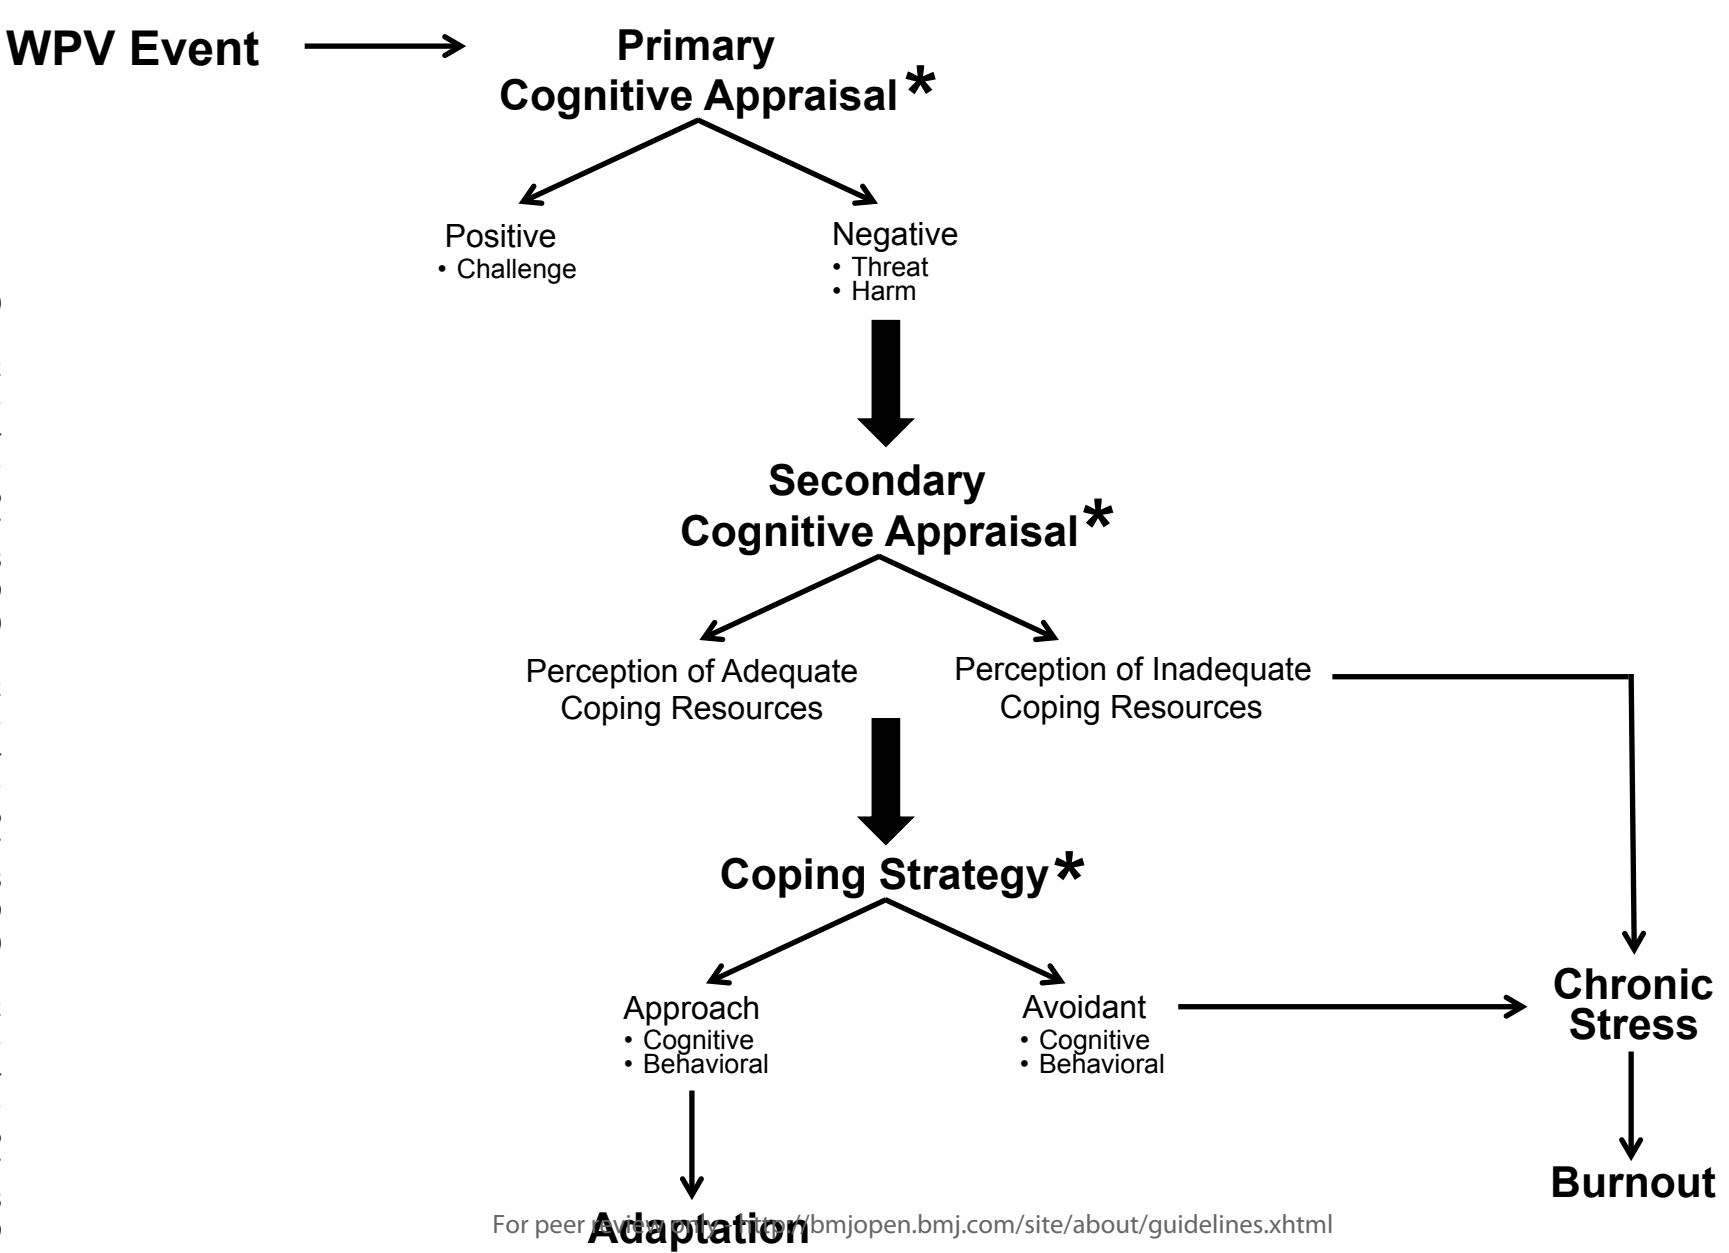 WPV Event
Primary
Cognitive Appraisal*
Positive
• Challenge
Negative
• Threat
• Harm
Secondary
Cognitive Appraisal*
Perception of Adequate
Coping Resources
Perception of Inadequate
Coping Resources
Coping Strategy*
Approach
• Cognitive
• Behavioral
Avoidant
• Cognitive
• Behavioral
Chronic
Stress
Burnout
Adaptation
For peer review only - http://bmjopen.bmj.com/site/about/guidelines.xhtml